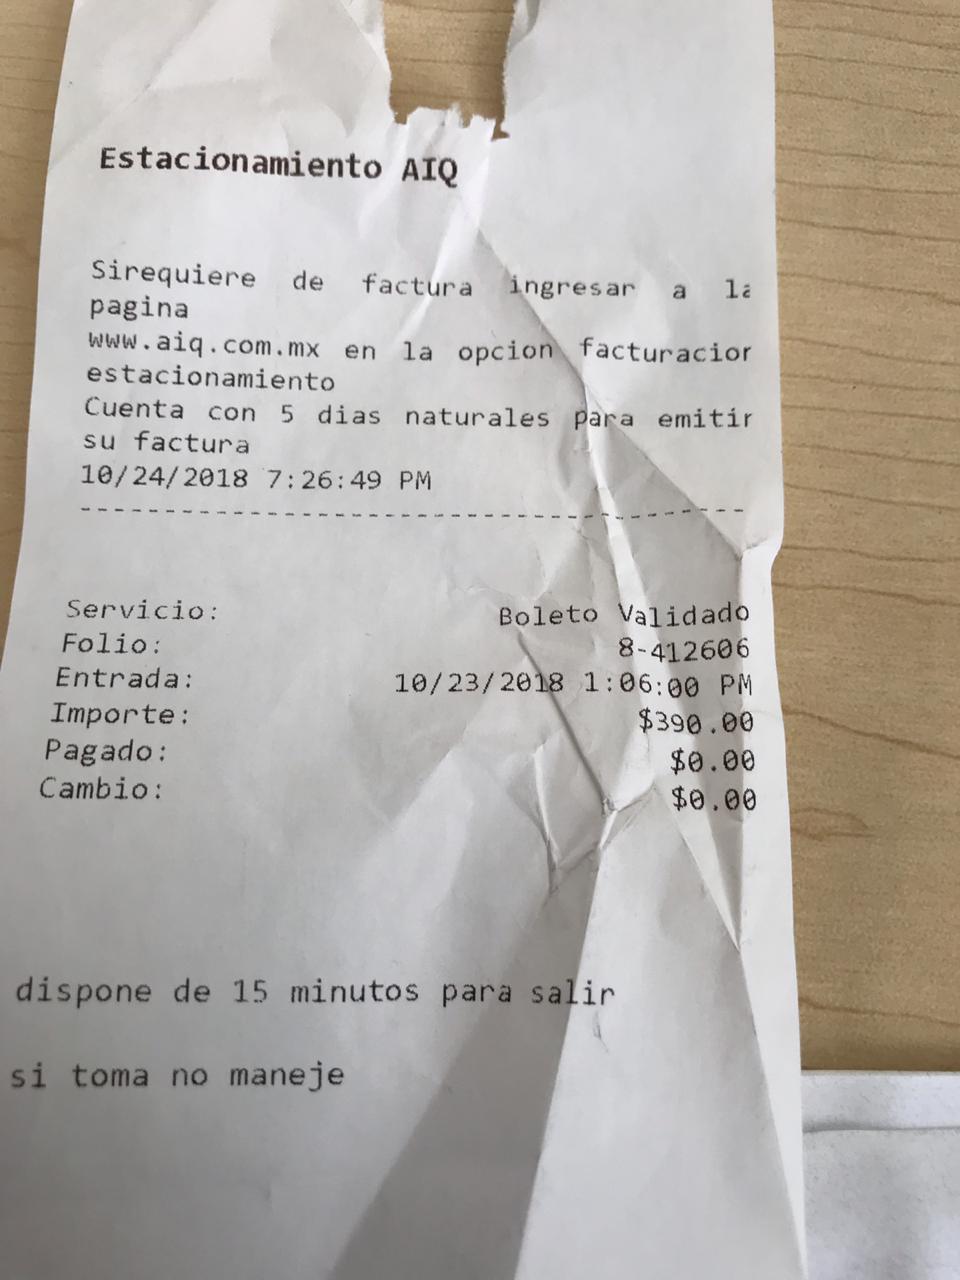 Estacionamiento AIQ
Sirequiere de factura ingresar a la
pagina
www.aiq.com.mx en la opcion facturacion
estacionamiento
Cuenta con 5 dias naturales para emitir
su factura
10/24/2018 7:26:49 PM
---------------------------------------
Servicio: Boleto Validado
Folio: 8-412606
Entrada: 10/23/2018 1:06:00 PM
Importe: $390.00
Pagado: $0.00
Cambio: $0.00
dispone de 15 minutos para salir
si toma no maneje